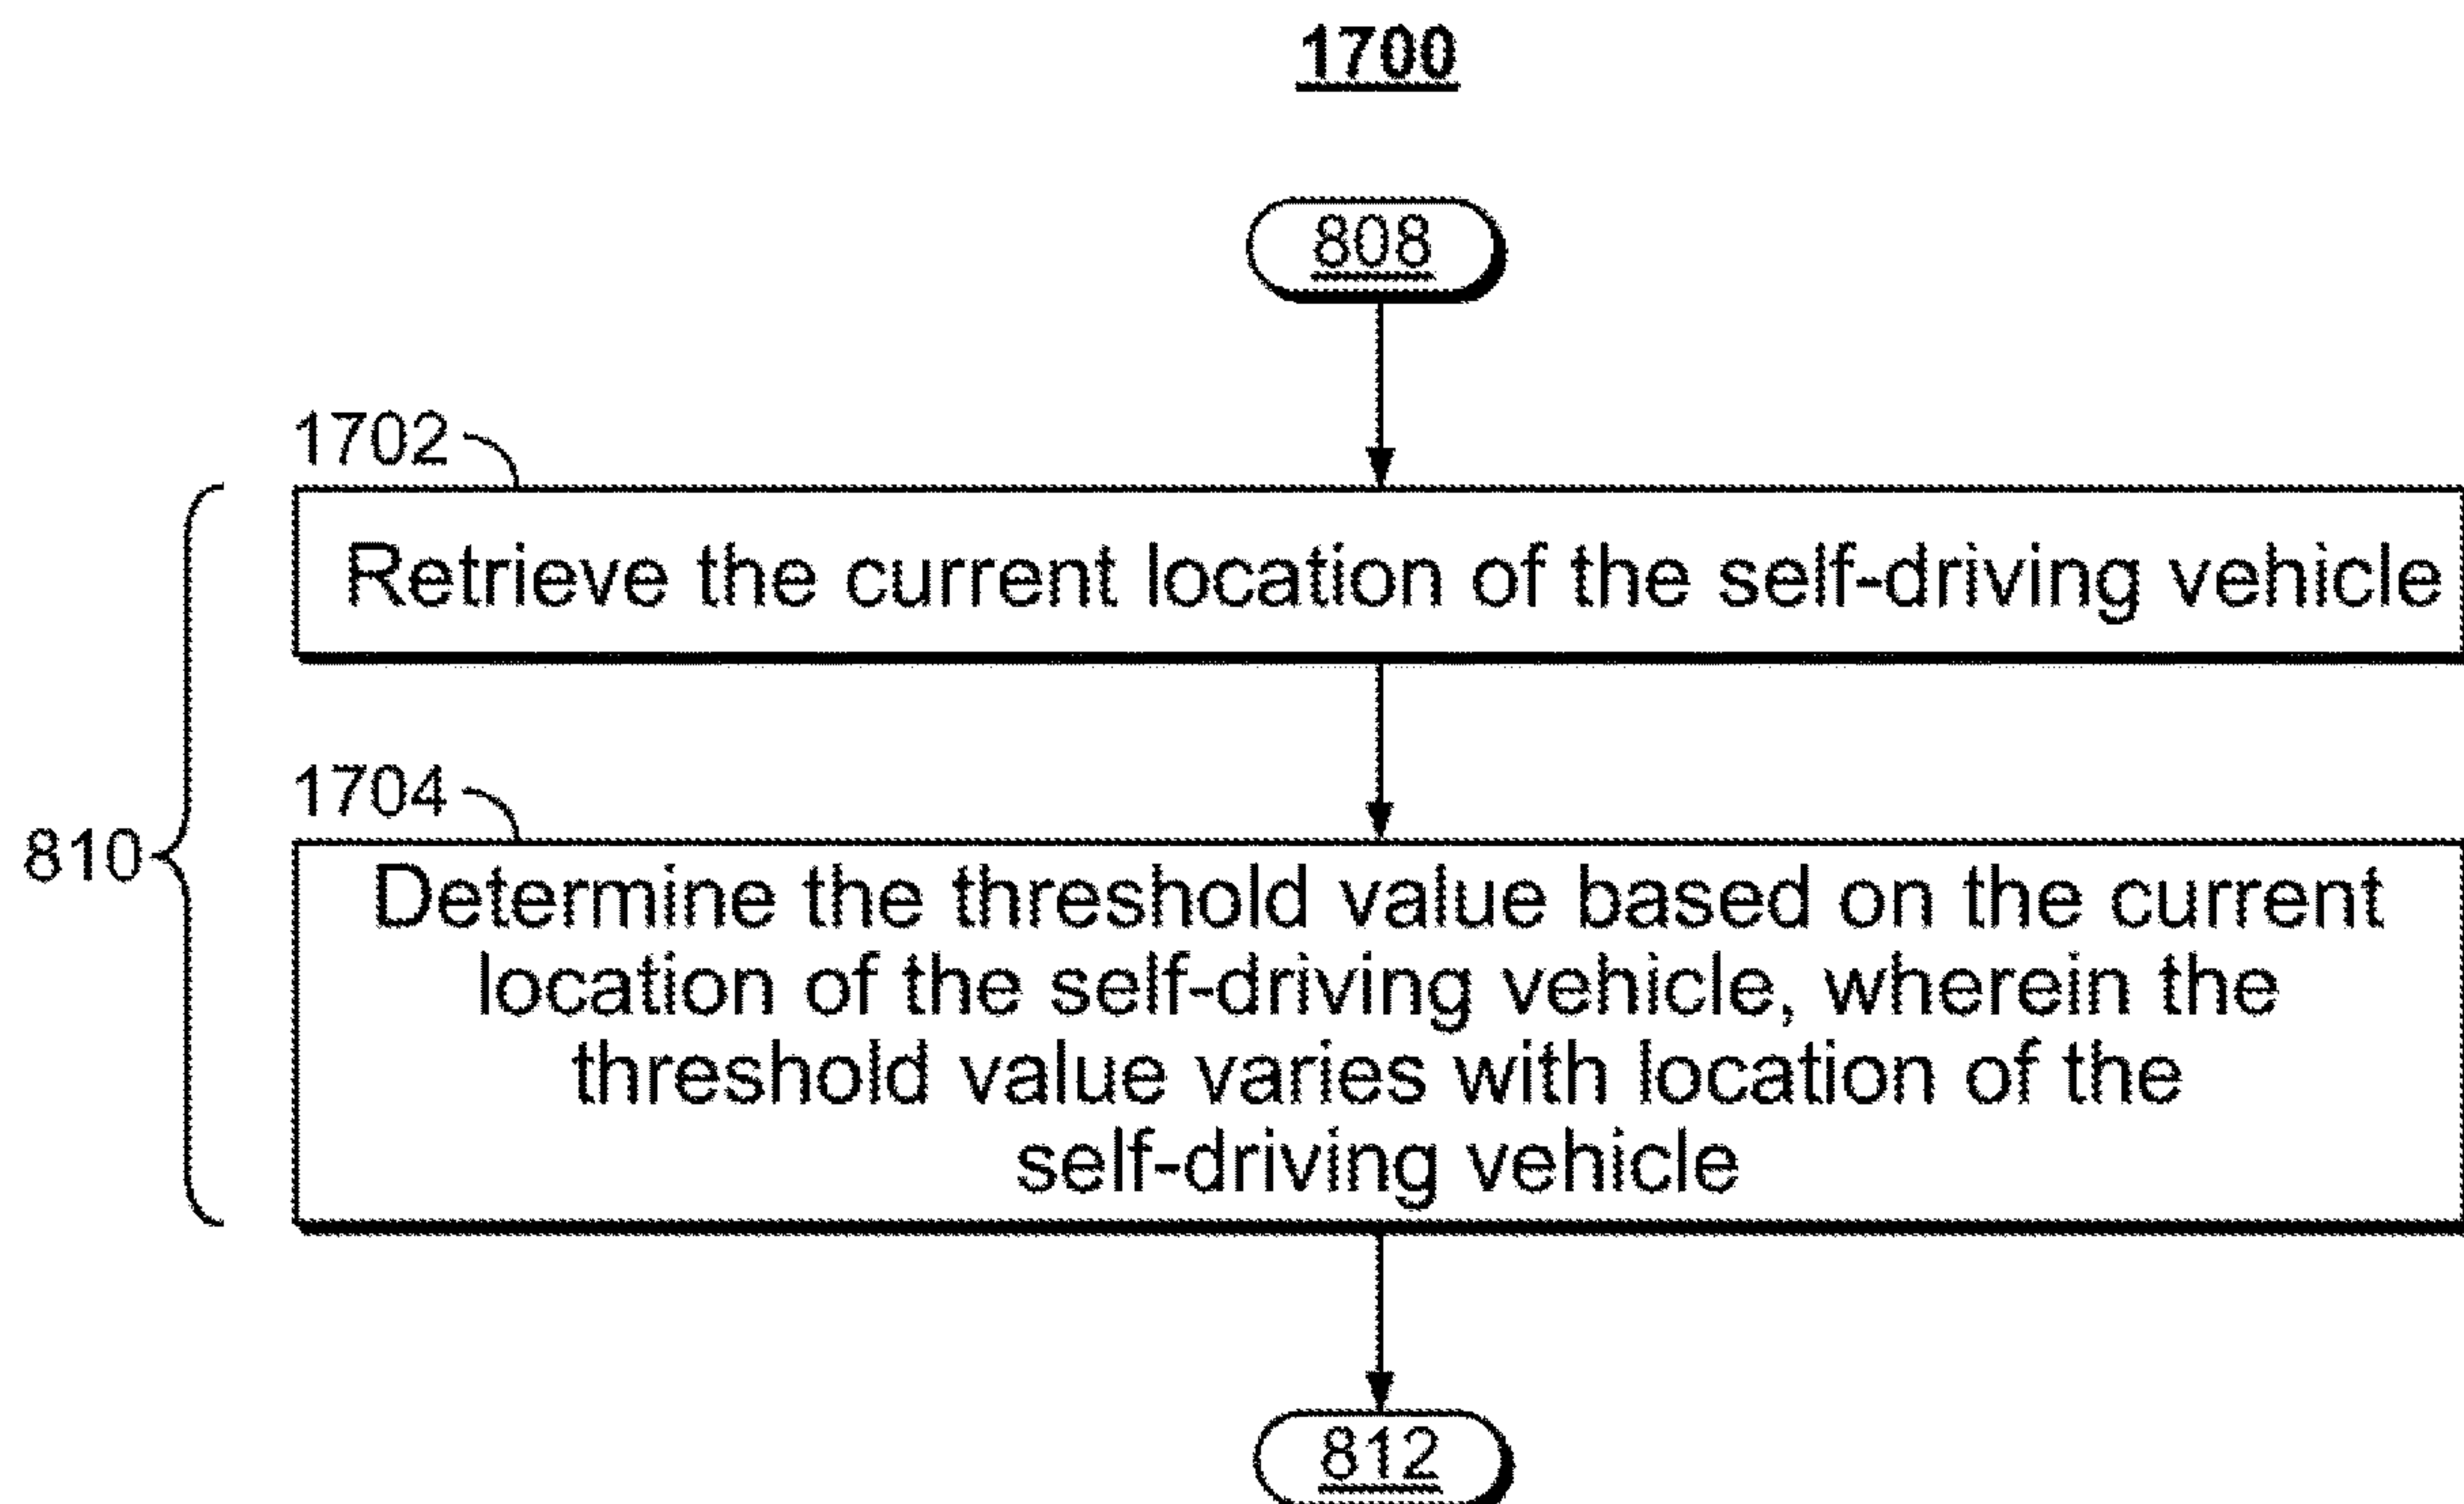 1700
808
1702
Retrieve the current location of the self-driving vehicle
1704
810
Determine the threshold value based on the current
location of the self-driving vehicle, wherein the
threshold value varies with location of the
self-driving vehicle
812